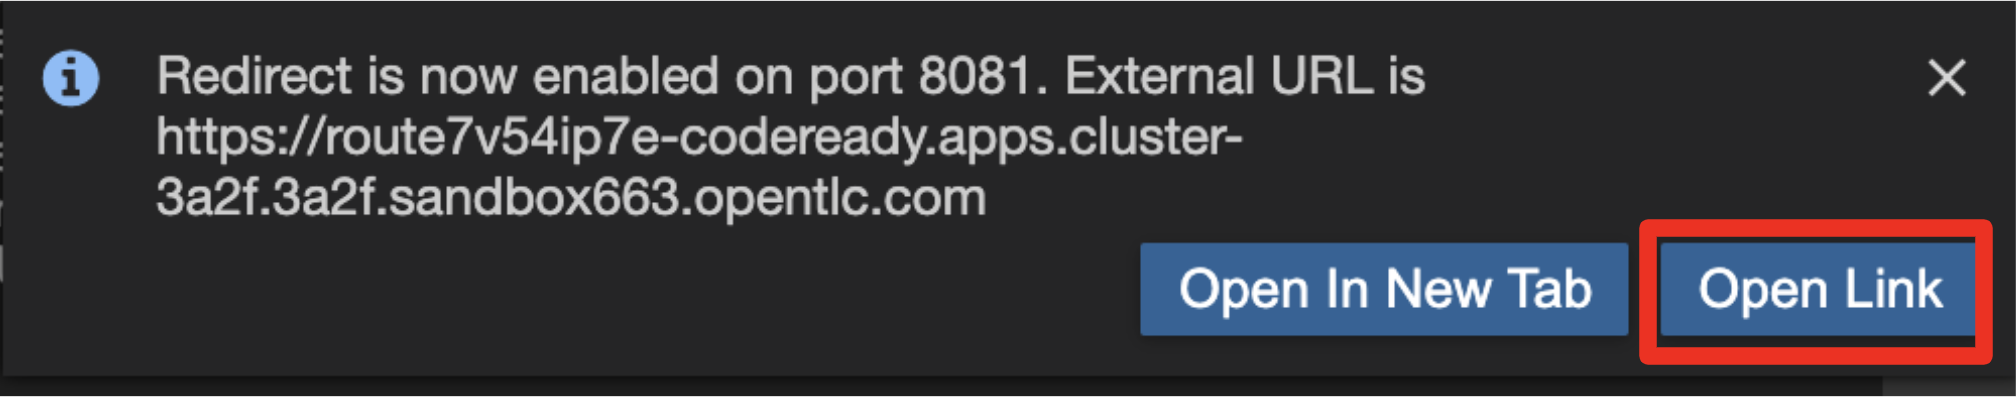 Redirect is now enabled on port 8081. External URL is
https://route7v54ip7e-codeready.apps.cluster-
3a2f.3a2f.sandbox663.opentlc.com
Open In New Tab
Open Link